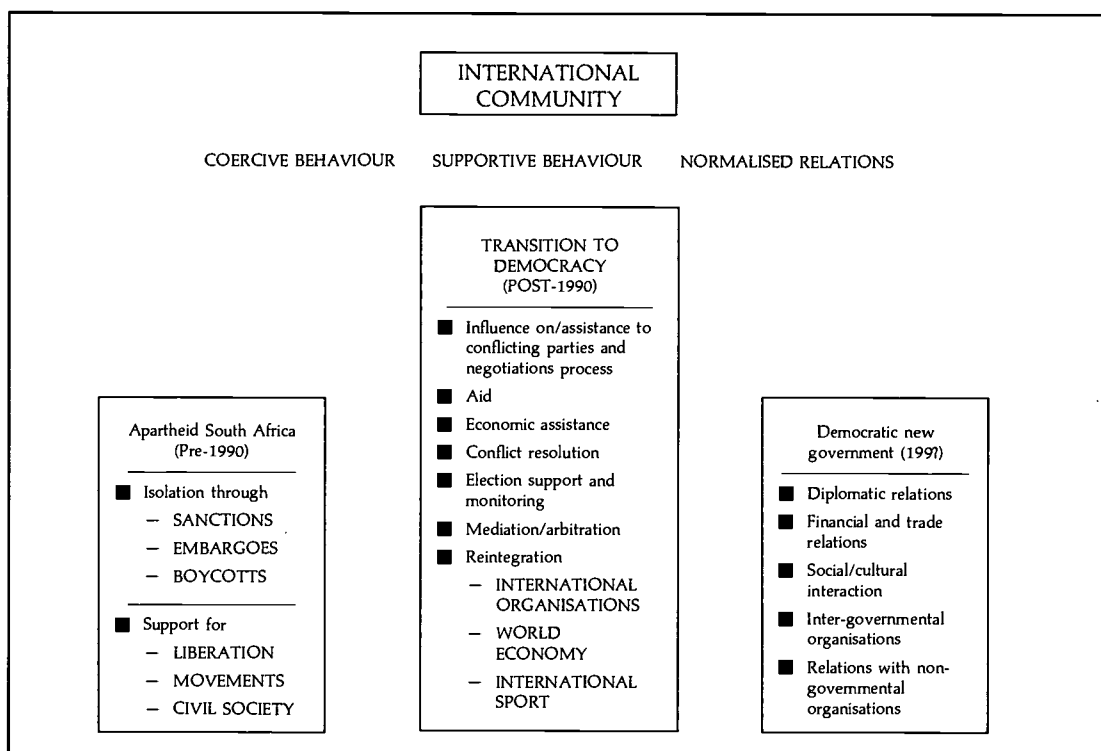 INTERNATIONAL
COMMUNITY
COERCIVE BEHAVIOUR SUPPORTIVE BEHAVIOUR NORMALISED RELATIONS
Apartheid South Africa
(Pre-1990)
■ Isolation through
– SANCTIONS
– EMBARGOES
– BOYCOTTS
■ Support for
– LIBERATION
– MOVEMENTS
– CIVIL SOCIETY
TRANSITION TO
DEMOCRACY
(POST-1990)
■ Influence on/assistance to
conflicting parties and
negotiations process
■ Aid
■ Economic assistance
■ Conflict resolution
■ Election support and
monitoring
■ Mediation/arbitration
■ Reintegration
– INTERNATIONAL
ORGANISATIONS
– WORLD
ECONOMY
– INTERNATIONAL
SPORT
Democratic new
government (199?)
■ Diplomatic relations
■ Financial and trade
relations
■ Social/cultural
interaction
■ Inter-governmental
organisations
■ Relations with non-
governmental
organisations